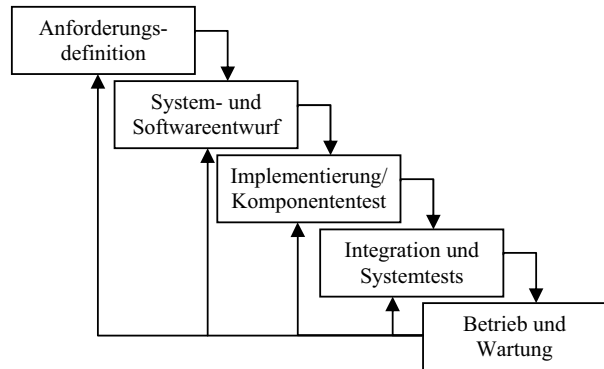 Anforderungs-
definition
System- und
Softwareentwurf
Implementierung/
Komponententest
Integration und
Systemtests
Betrieb und
Wartung